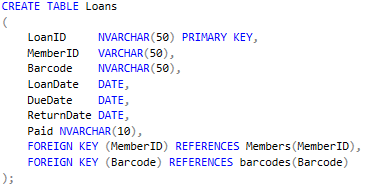 CREATE TABLE Loans
(
    LoanID     NVARCHAR(50) PRIMARY KEY,
    MemberID   VARCHAR(50),
    Barcode    NVARCHAR(50),
    LoanDate   DATE,
    DueDate    DATE,
    ReturnDate DATE,
    Paid NVARCHAR(10),
    FOREIGN KEY (MemberID) REFERENCES Members(MemberID),
    FOREIGN KEY (Barcode) REFERENCES barcodes(Barcode)
);